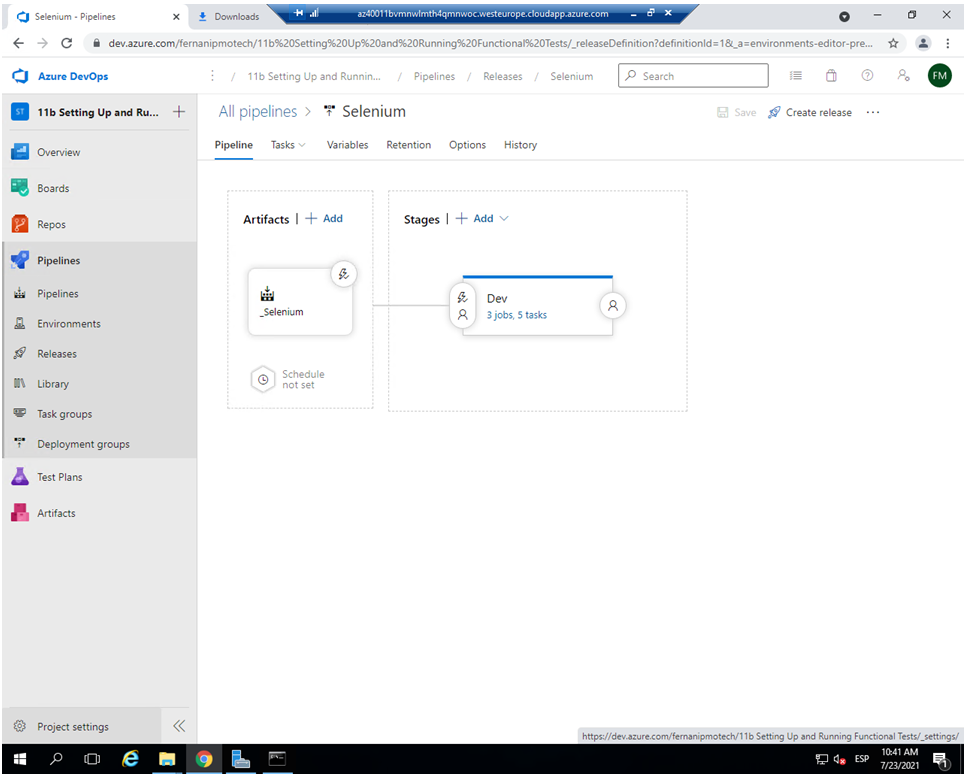 Selenium - Pipelines
Downloads
az40011bvmnwlmth4qmnwoc.westeurope.cloudapp.azure.com
dev.azure.com/fernanipmotech/11b%20Setting%20Up%20and%20Running%20Functional%20Tests/_releaseDefinition?definitionId=1&_a=environments-editor-pre...
Azure DevOps
/ 11b Setting Up and Runnin... / Pipelines / Releases / Selenium
Search
FM
ST
11b Setting Up and Ru...
All pipelines > Selenium
Save
Create release
Pipeline
Tasks
Variables
Retention
Options
History
Overview
Boards
Repos
Pipelines
Pipelines
Environments
Releases
Library
Task groups
Deployment groups
Test Plans
Artifacts
Artifacts | + Add
_Selenium
Schedule
not set
Stages | + Add
Dev
3 jobs, 5 tasks
Project settings
https://dev.azure.com/fernanipmotech/11b Setting Up and Running Functional Tests/_settings/
ESP
10:41 AM
7/23/2021
1